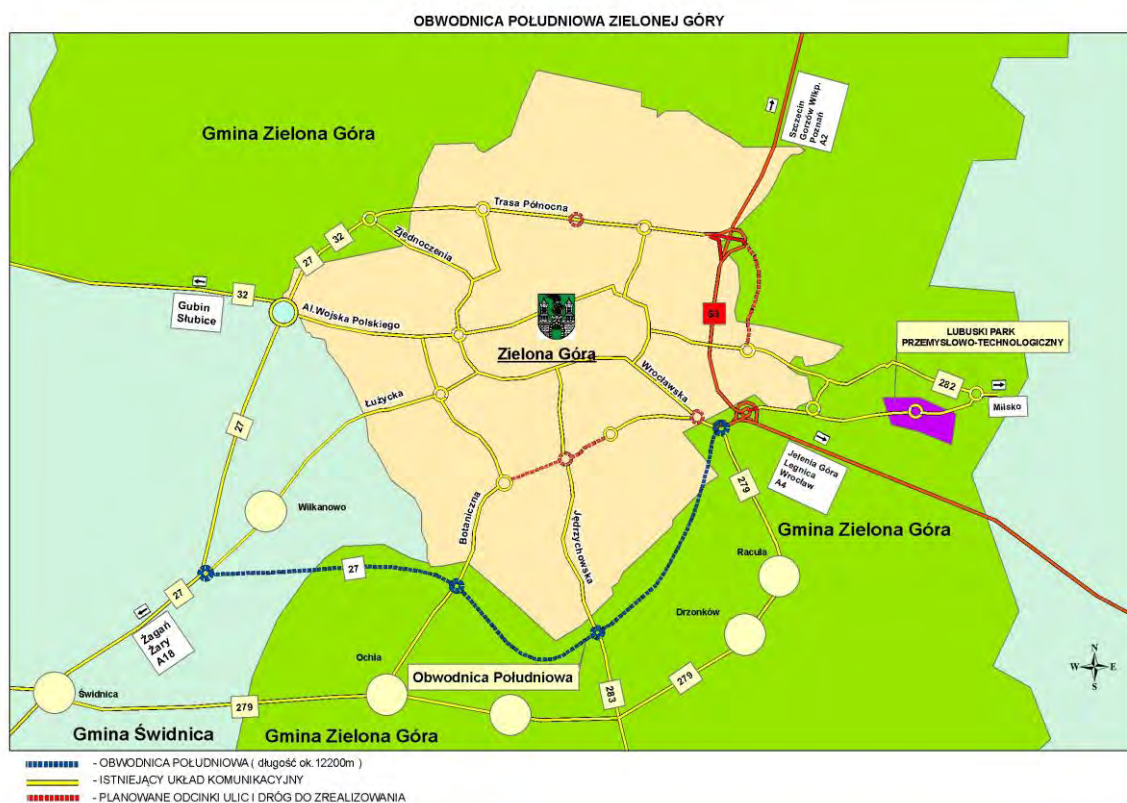 OBWODNICA POŁUDNIOWA ZIELONEJ GÓRY
Szczecin
Gorzów Wlkp.
Poznań
A2
Gmina Zielona Góra
Trasa Północna
Zjednoczenia
32
27
32
Gubin
Słubice
Al.Wojska Polskiego
Zielona Góra
S3
LUBUSKI PARK
PRZEMYSŁOWO-TECHNOLOGICZNY
282
Milsko
Wrocławska
Łużycka
27
Jelenia Góra
Legnica
Wrocław
A4
Wilkanowo
Botaniczna
Jędrzychowska
279
Gmina Zielona Góra
Racula
27
27
Drzonków
Żagań
Żary
A18
Ochla
Obwodnica Południowa
N
W
E
S
Świdnica
279
283
279
Gmina Świdnica
Gmina Zielona Góra
- OBWODNICA POŁUDNIOWA ( długość ok.12200m )
- ISTNIEJĄCY UKŁAD KOMUNIKACYJNY
- PLANOWANE ODCINKI ULIC I DRÓG DO ZREALIZOWANIA